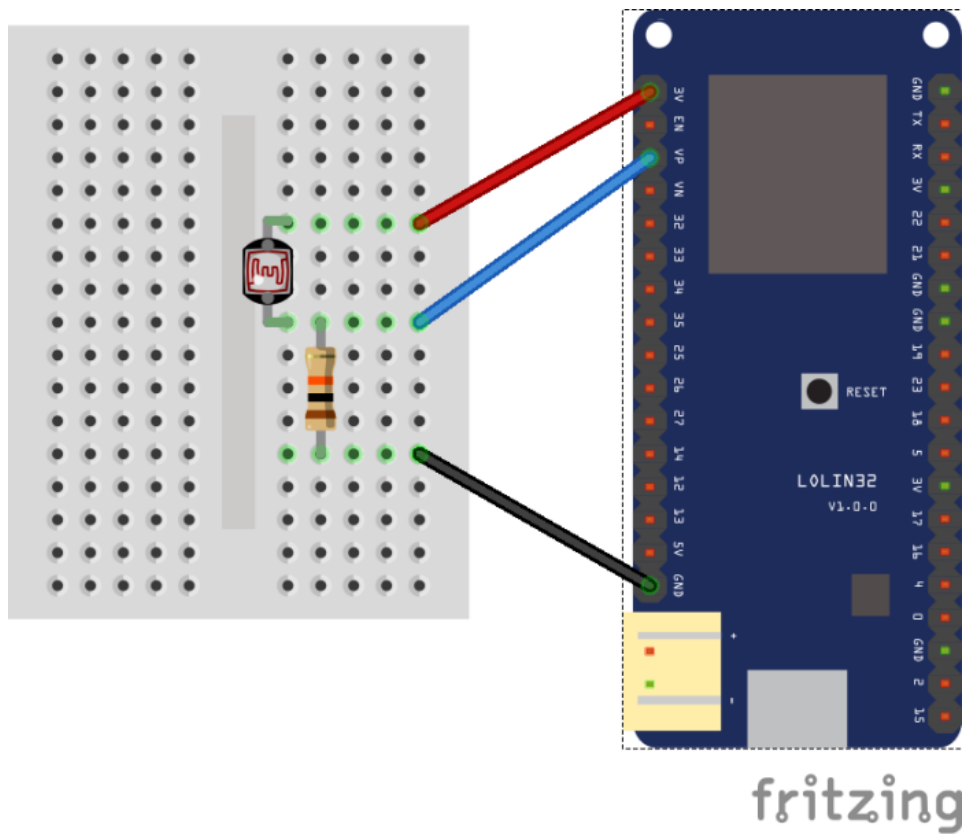 3V
EN
VP
VN
32
33
34
35
25
26
27
14
12
13
5V
GND
+
-
RESET
LOLIN32
V1.0.0
GND
TX
RX
3V
22
21
GND
GND
19
23
18
5
3V
17
16
4
0
GND
2
15
fritzing